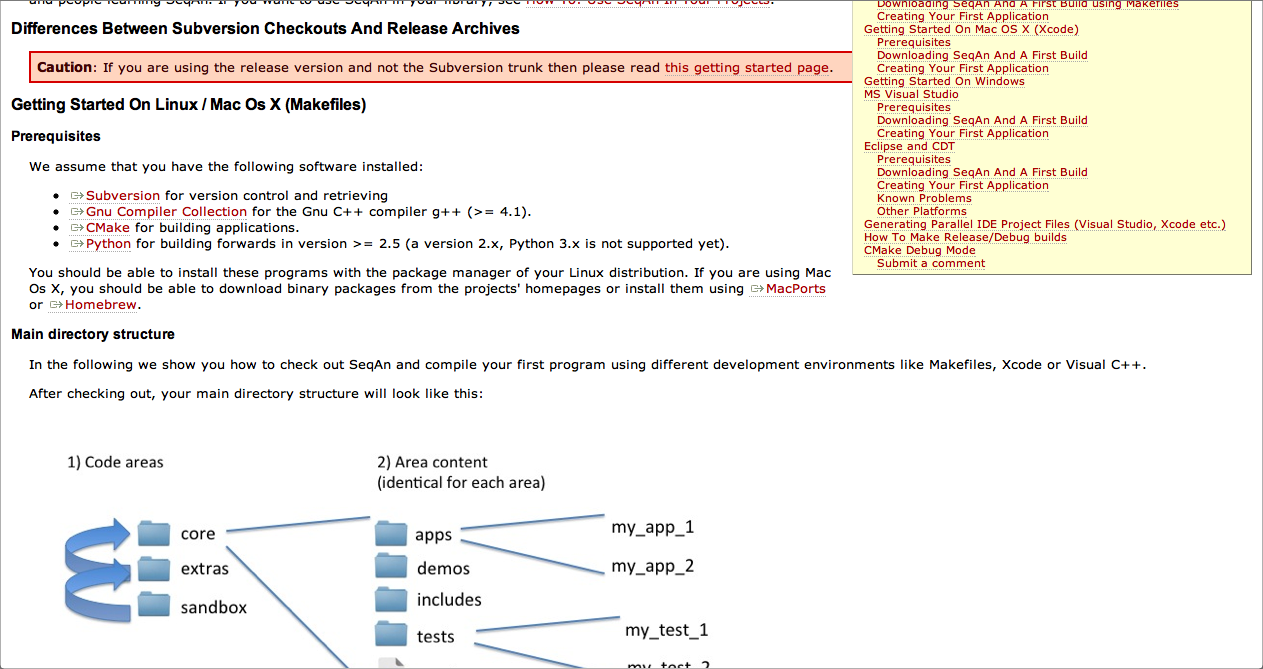 and people learning SeqAn. If you want to use SeqAn in your library, see How To: Use SeqAn In Your Projects.
Differences Between Subversion Checkouts And Release Archives
Caution: If you are using the release version and not the Subversion trunk then please read this getting started page.
Getting Started On Linux / Mac Os X (Makefiles)
Prerequisites
We assume that you have the following software installed:
Subversion for version control and retrieving
Gnu Compiler Collection for the Gnu C++ compiler g++ (>= 4.1).
CMake for building applications.
Python for building forwards in version >= 2.5 (a version 2.x, Python 3.x is not supported yet).
You should be able to install these programs with the package manager of your Linux distribution. If you are using Mac
Os X, you should be able to download binary packages from the projects' homepages or install them using MacPorts
or Homebrew.
Main directory structure
In the following we show you how to check out SeqAn and compile your first program using different development environments like Makefiles, Xcode or Visual C++.
After checking out, your main directory structure will look like this:
Downloading SeqAn And A First Build using Makefiles
Creating Your First Application
Getting Started On Mac OS X (Xcode)
Prerequisites
Downloading SeqAn And A First Build
Creating Your First Application
Getting Started On Windows
MS Visual Studio
Prerequisites
Downloading SeqAn And A First Build
Creating Your First Application
Eclipse and CDT
Prerequisites
Downloading SeqAn And A First Build
Creating Your First Application
Known Problems
Other Platforms
Generating Parallel IDE Project Files (Visual Studio, Xcode etc.)
How To Make Release/Debug builds
CMake Debug Mode
Submit a comment
1) Code areas
core
extras
sandbox
2) Area content
(identical for each area)
apps
demos
includes
tests
my_app_1
my_app_2
my_test_1
my_test_2